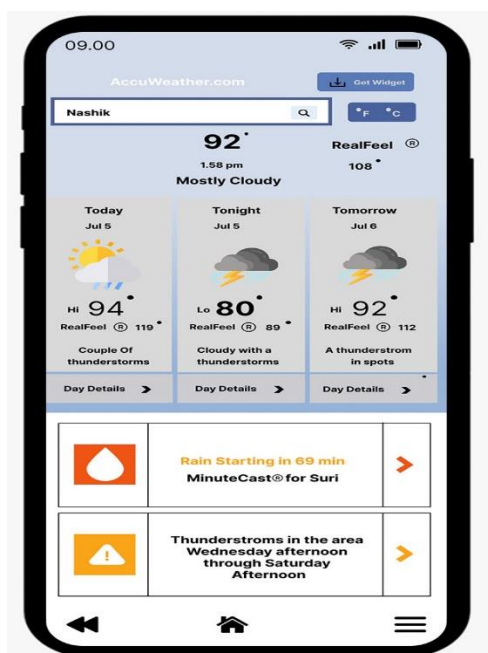 09.00
AccuWeather.com
Get Widget
Nashik
°F °C
92°
1.58 pm
Mostly Cloudy
RealFeel ®
108°
Today
Jul 5
Hi 94°
RealFeel ® 119°
Couple Of
thunderstorms
Day Details
Tonight
Jul 5
Lo 80°
RealFeel ® 89°
Cloudy with a
thunderstorms
Day Details
Tomorrow
Jul 6
Hi 92°
RealFeel ® 112
A thunderstrom
in spots
Day Details
Rain Starting in 69 min
MinuteCast® for Suri
Thunderstroms in the area
Wednesday afternoon
through Saturday
Afternoon